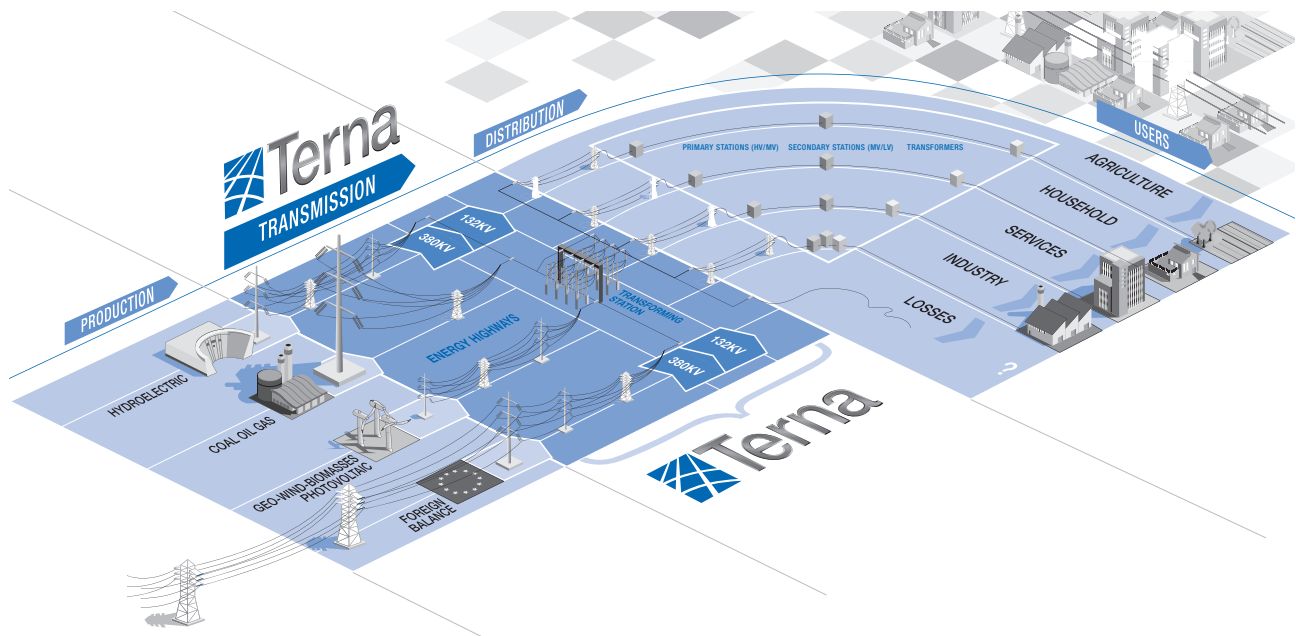 Terna
TRANSMISSION
DISTRIBUTION
USERS
PRODUCTION
PRIMARY STATIONS (HV/MV)
SECONDARY STATIONS (MV/LV)
TRANSFORMERS
AGRICULTURE
HOUSEHOLD
SERVICES
INDUSTRY
LOSSES
?
132KV
380KV
TRANSFORMING
STATION
ENERGY HIGHWAYS
132KV
380KV
HYDROELECTRIC
COAL OIL GAS
GEO-WIND-BIOMASSES
PHOTOVOLTAIC
FOREIGN
BALANCE
Terna